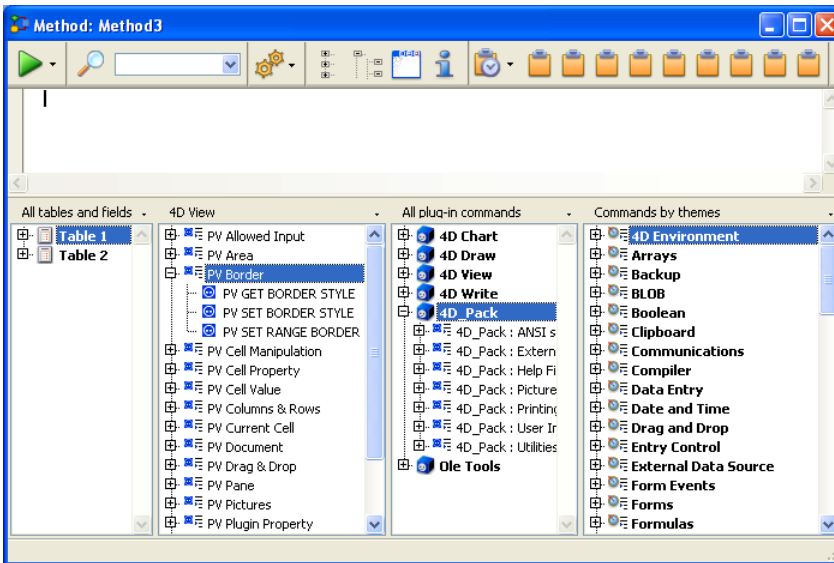 Method: Method3
All tables and fields
Table 1
Table 2
4D View
PV Allowed Input
PV Area
PV Border
PV GET BORDER STYLE
PV SET BORDER STYLE
PV SET RANGE BORDER
PV Cell Manipulation
PV Cell Property
PV Cell Value
PV Columns & Rows
PV Current Cell
PV Document
PV Drag & Drop
PV Pane
PV Pictures
PV Plugin Property
All plug-in commands
4D Chart
4D Draw
4D View
4D Write
4D_Pack
4D_Pack : ANSI s
4D_Pack : Extern
4D_Pack : Help Fi
4D_Pack : Picture
4D_Pack : Printing
4D_Pack : User In
4D_Pack : Utilities
Ole Tools
Commands by themes
4D Environment
Arrays
Backup
BLOB
Boolean
Clipboard
Communications
Compiler
Data Entry
Date and Time
Drag and Drop
Entry Control
External Data Source
Form Events
Forms
Formulas